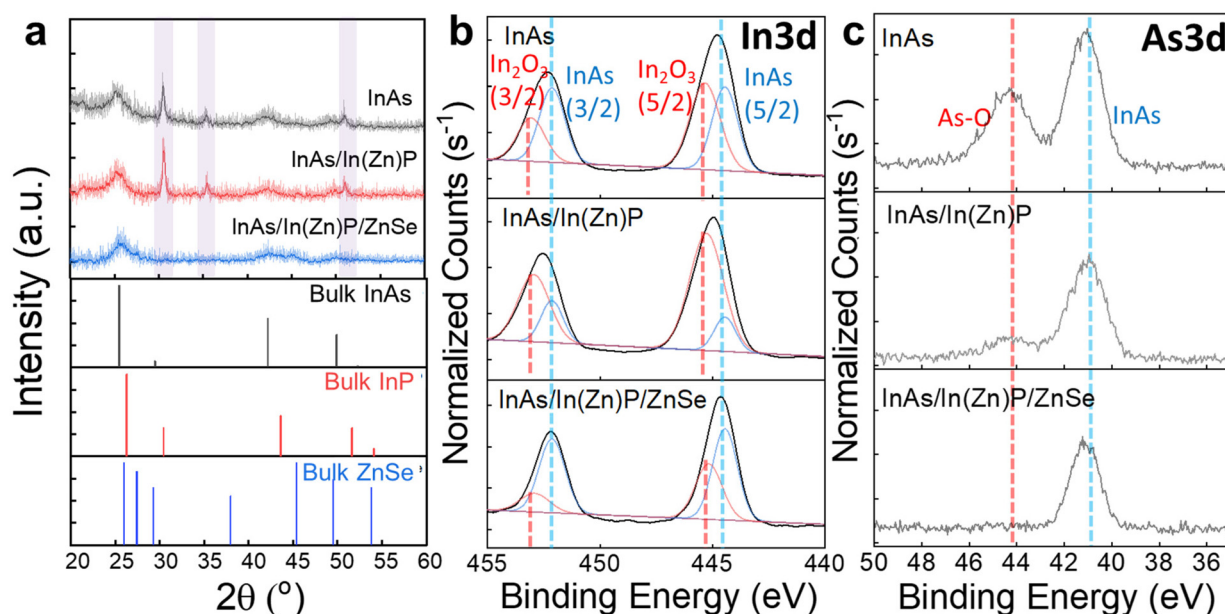 a
Intensity (a.u.)
InAs
InAs/In(Zn)P
InAs/In(Zn)P/ZnSe
Bulk InAs
Bulk InP
Bulk ZnSe
20 25 30 35 40 45 50 55 60
2θ (°)
b
In3d
Normalized Counts (s⁻¹)
InAs
In₂O₃
(3/2)
InAs
(3/2)
In₂O₃
(5/2)
InAs
(5/2)
InAs/In(Zn)P
InAs/In(Zn)P/ZnSe
455 450 445 440
Binding Energy (eV)
c
As3d
Normalized Counts (s⁻¹)
InAs
As-O
InAs
InAs/In(Zn)P
InAs/In(Zn)P/ZnSe
50 48 46 44 42 40 38 36
Binding Energy (eV)